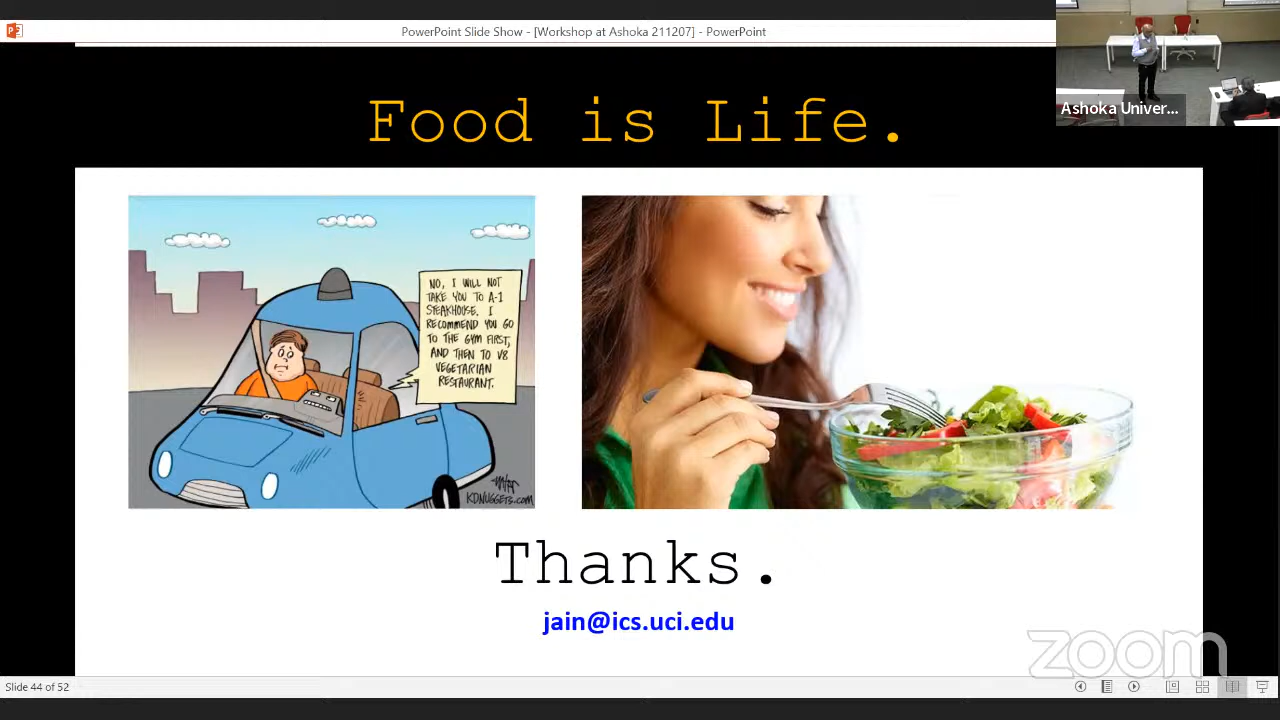 PowerPoint Slide Show - [Workshop at Ashoka 211207] - PowerPoint
Ashoka Univer...
Food is Life.
NO, I WILL NOT
TAKE YOU TO A-1
STEAKHOUSE. I
RECOMMEND YOU GO
TO THE GYM FIRST,
AND THEN TO V8
VEGETARIAN
RESTAURANT.
KDNUGGETS.COM
Thanks.
jain@ics.uci.edu
zoom
Slide 44 of 52